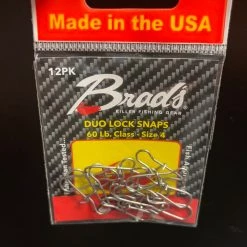 Made in the USA
12PK
Brad's
KILLER FISHING GEAR
DUO LOCK SNAPS
60 Lb. Class - Size 4